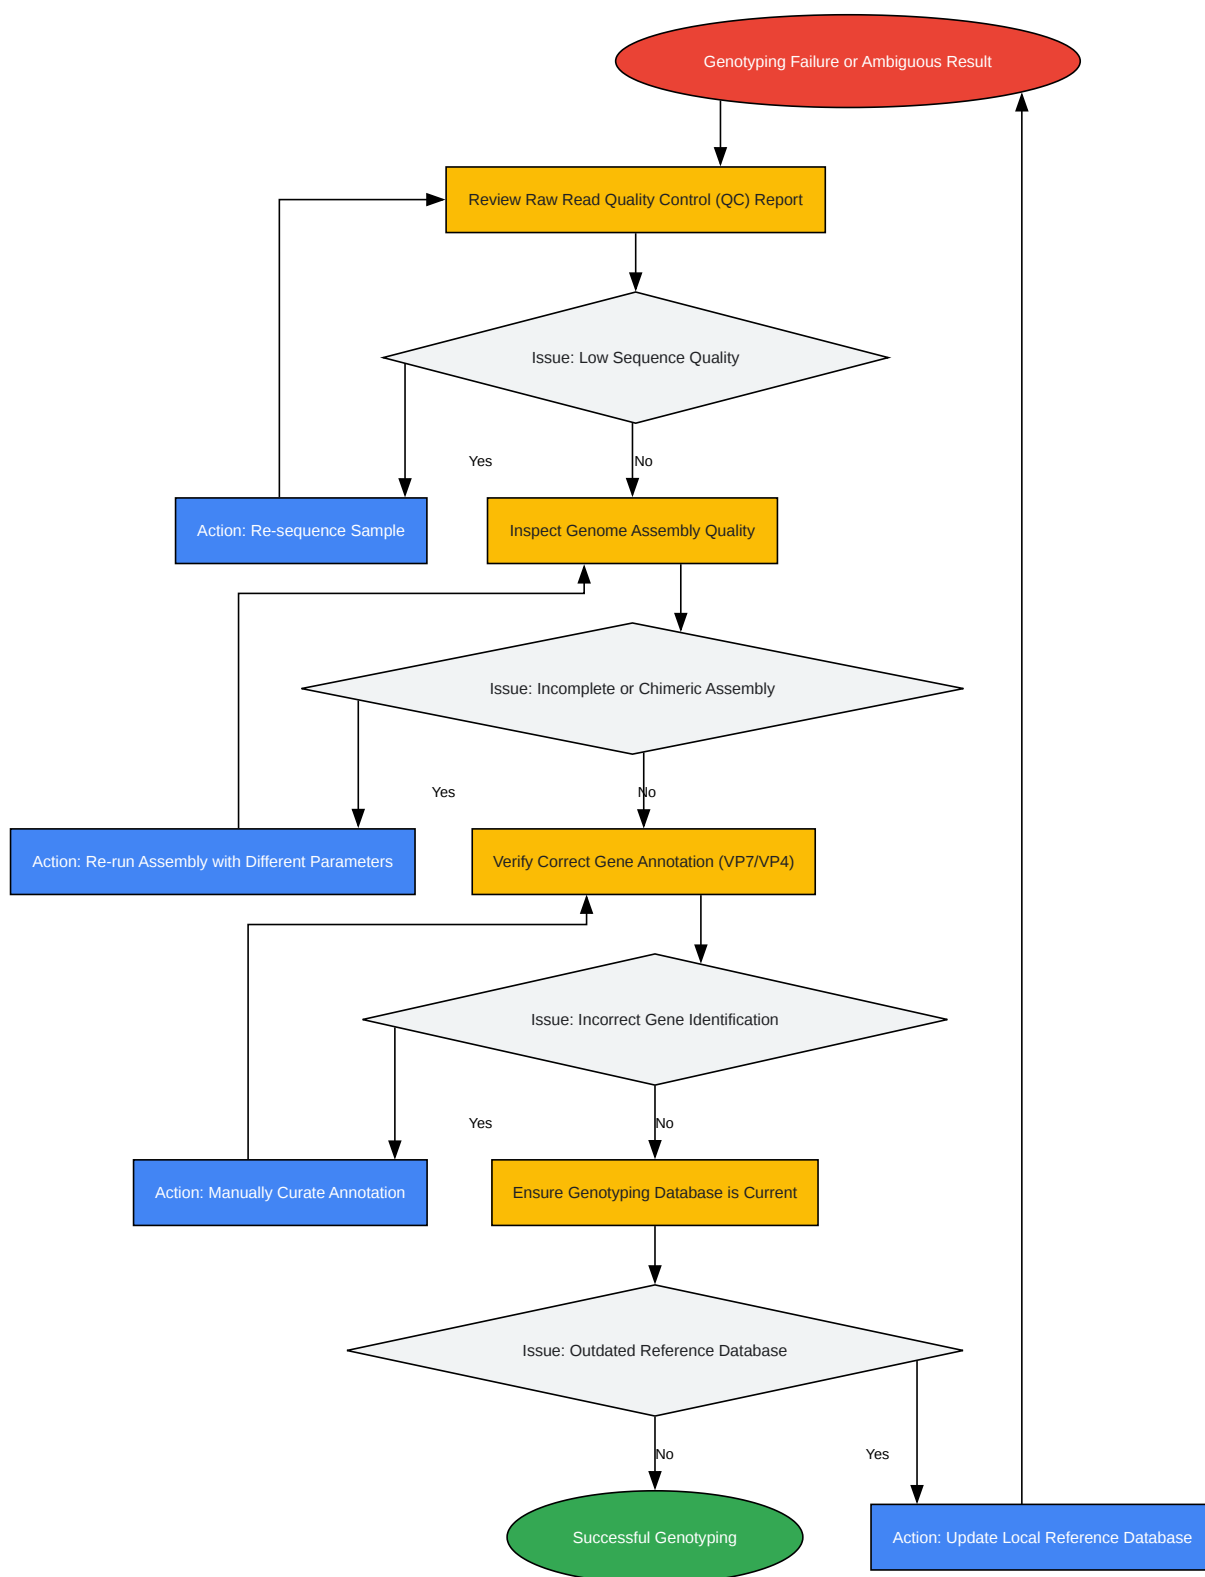 Genotyping Failure or Ambiguous Result
Review Raw Read Quality Control (QC) Report
Issue: Low Sequence Quality
Yes
No
Action: Re-sequence Sample
Inspect Genome Assembly Quality
Issue: Incomplete or Chimeric Assembly
Yes
No
Action: Re-run Assembly with Different Parameters
Verify Correct Gene Annotation (VP7/VP4)
Issue: Incorrect Gene Identification
Yes
No
Action: Manually Curate Annotation
Ensure Genotyping Database is Current
Issue: Outdated Reference Database
No
Yes
Successful Genotyping
Action: Update Local Reference Database